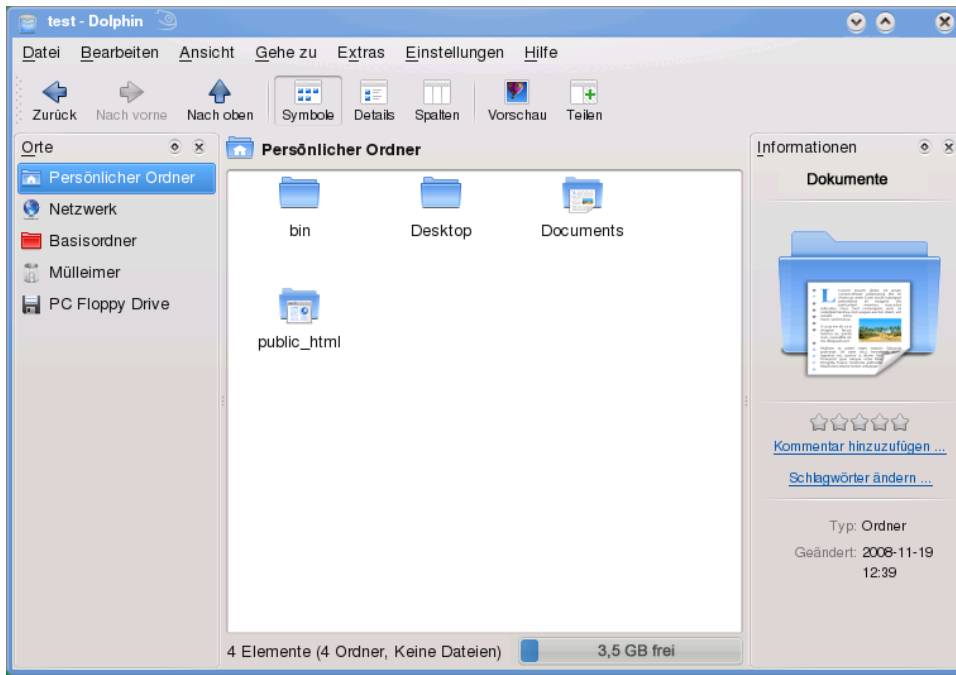 test - Dolphin
Datei Bearbeiten Ansicht Gehe zu Extras Einstellungen Hilfe
Zurück Nach vorne Nach oben Symbole Details Spalten Vorschau Teilen
Orte
Persönlicher Ordner
Netzwerk
Basisordner
Mülleimer
PC Floppy Drive
Persönlicher Ordner
bin Desktop Documents
public_html
4 Elemente (4 Ordner, Keine Dateien) 3,5 GB frei
Informationen
Dokumente
Kommentar hinzuzufügen ...
Schlagwörter ändern ...
Typ: Ordner
Geändert: 2008-11-19
12:39